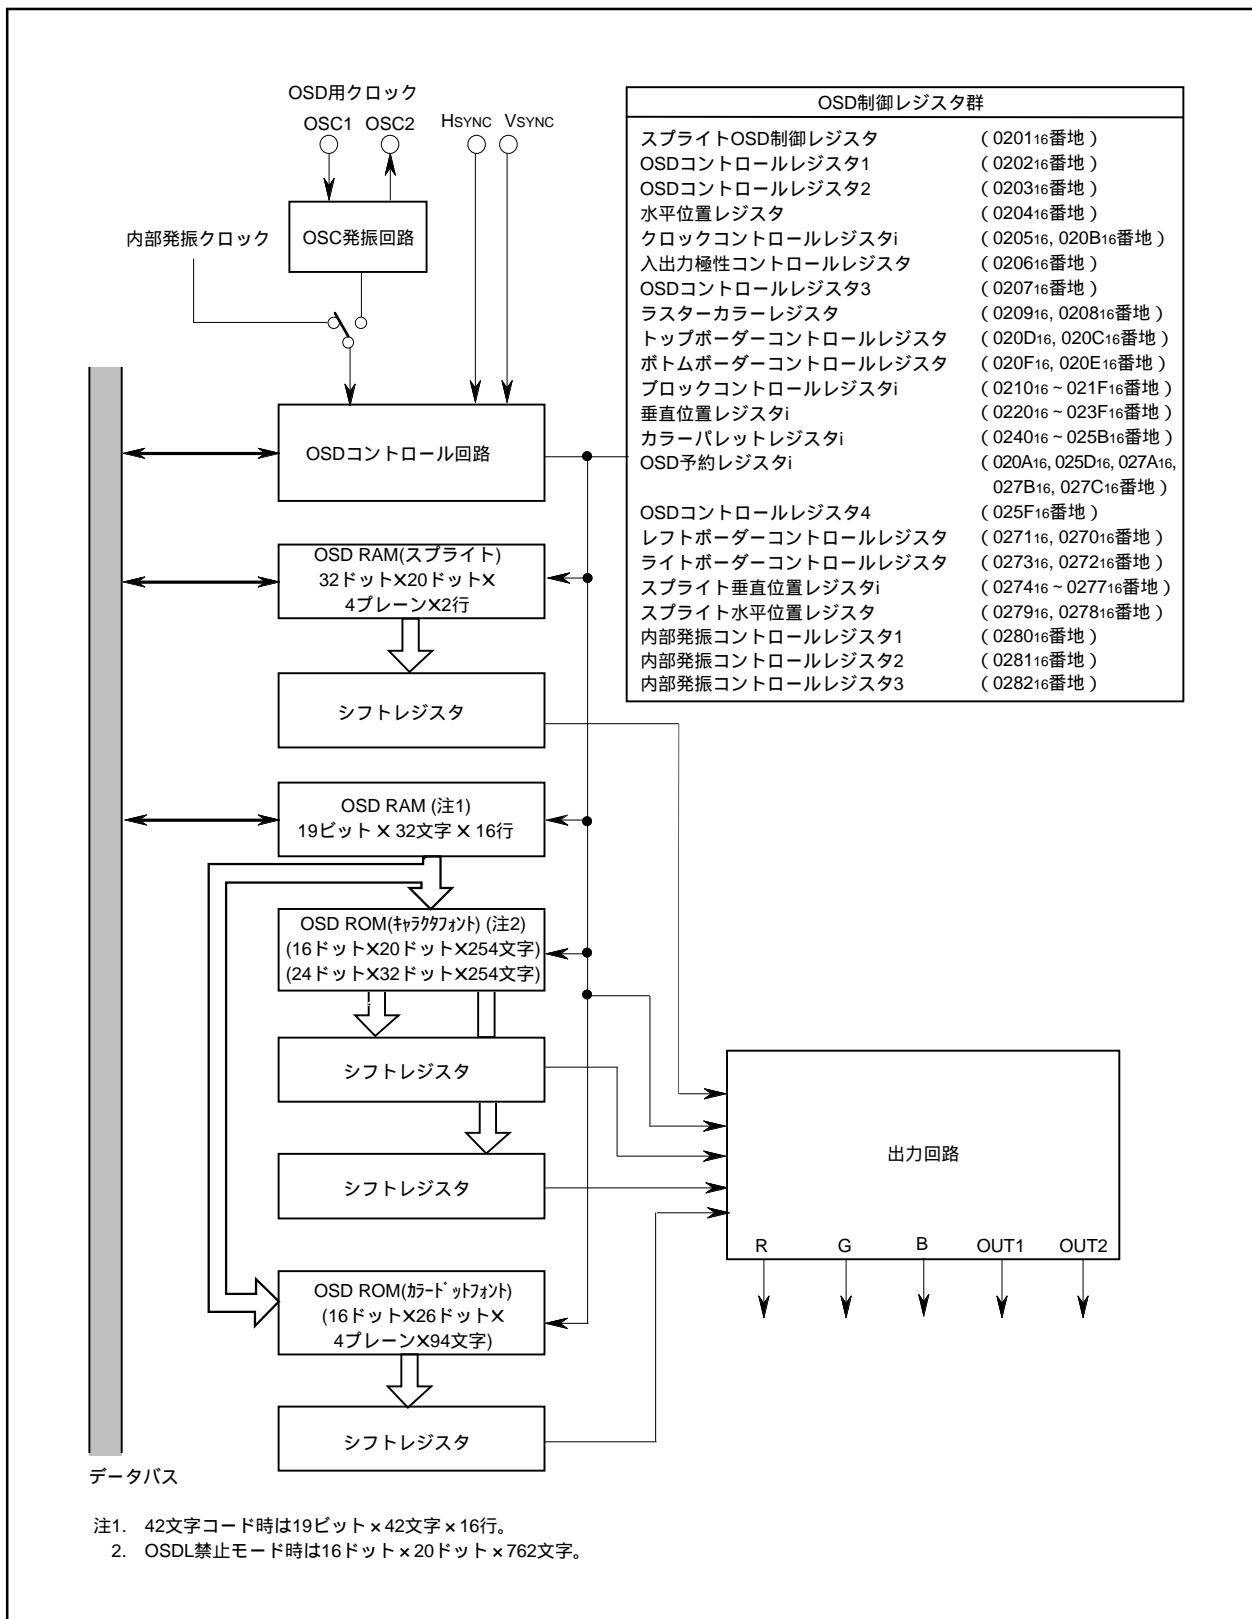 OSD用クロック
OSC1 OSC2 HSYNC VSYNC
OSC発振回路
内部発振クロック
OSDコントロール回路
OSD RAM(スプライト)
32ドット×20ドット×
4プレーン×2行
シフトレジスタ
OSD RAM (注1)
19ビット × 32文字 × 16行
OSD ROM(ｷｬﾗｸﾀﾌｫﾝﾄ) (注2)
(16ドット×20ドット×254文字)
(24ドット×32ドット×254文字)
シフトレジスタ
シフトレジスタ
OSD ROM(ｶﾗｰﾄﾞｯﾄﾌｫﾝﾄ)
(16ドット×26ドット×
4プレーン×94文字)
シフトレジスタ
データバス
OSD制御レジスタ群
スプライトOSD制御レジスタ （020116番地）
OSDコントロールレジスタ1 （020216番地）
OSDコントロールレジスタ2 （020316番地）
水平位置レジスタ （020416番地）
クロックコントロールレジスタi （020516, 020B16番地）
入出力極性コントロールレジスタ （020616番地）
OSDコントロールレジスタ3 （020716番地）
ラスターカラーレジスタ （020916, 020816番地）
トップボーダーコントロールレジスタ （020D16, 020C16番地）
ボトムボーダーコントロールレジスタ （020F16, 020E16番地）
ブロックコントロールレジスタi （021016 ~ 021F16番地）
垂直位置レジスタi （022016 ~ 023F16番地）
カラーパレットレジスタi （024016 ~ 025B16番地）
OSD予約レジスタi （020A16, 025D16, 027A16,
027B16, 027C16番地）
OSDコントロールレジスタ4 （025F16番地）
レフトボーダーコントロールレジスタ （027116, 027016番地）
ライトボーダーコントロールレジスタ （027316, 027216番地）
スプライト垂直位置レジスタi （027416 ~ 027716番地）
スプライト水平位置レジスタ （027916, 027816番地）
内部発振コントロールレジスタ1 （028016番地）
内部発振コントロールレジスタ2 （028116番地）
内部発振コントロールレジスタ3 （028216番地）
出力回路
R G B OUT1 OUT2
注1. 42文字コード時は19ビット×42文字×16行。
2. OSDL禁止モード時は16ドット×20ドット×762文字。